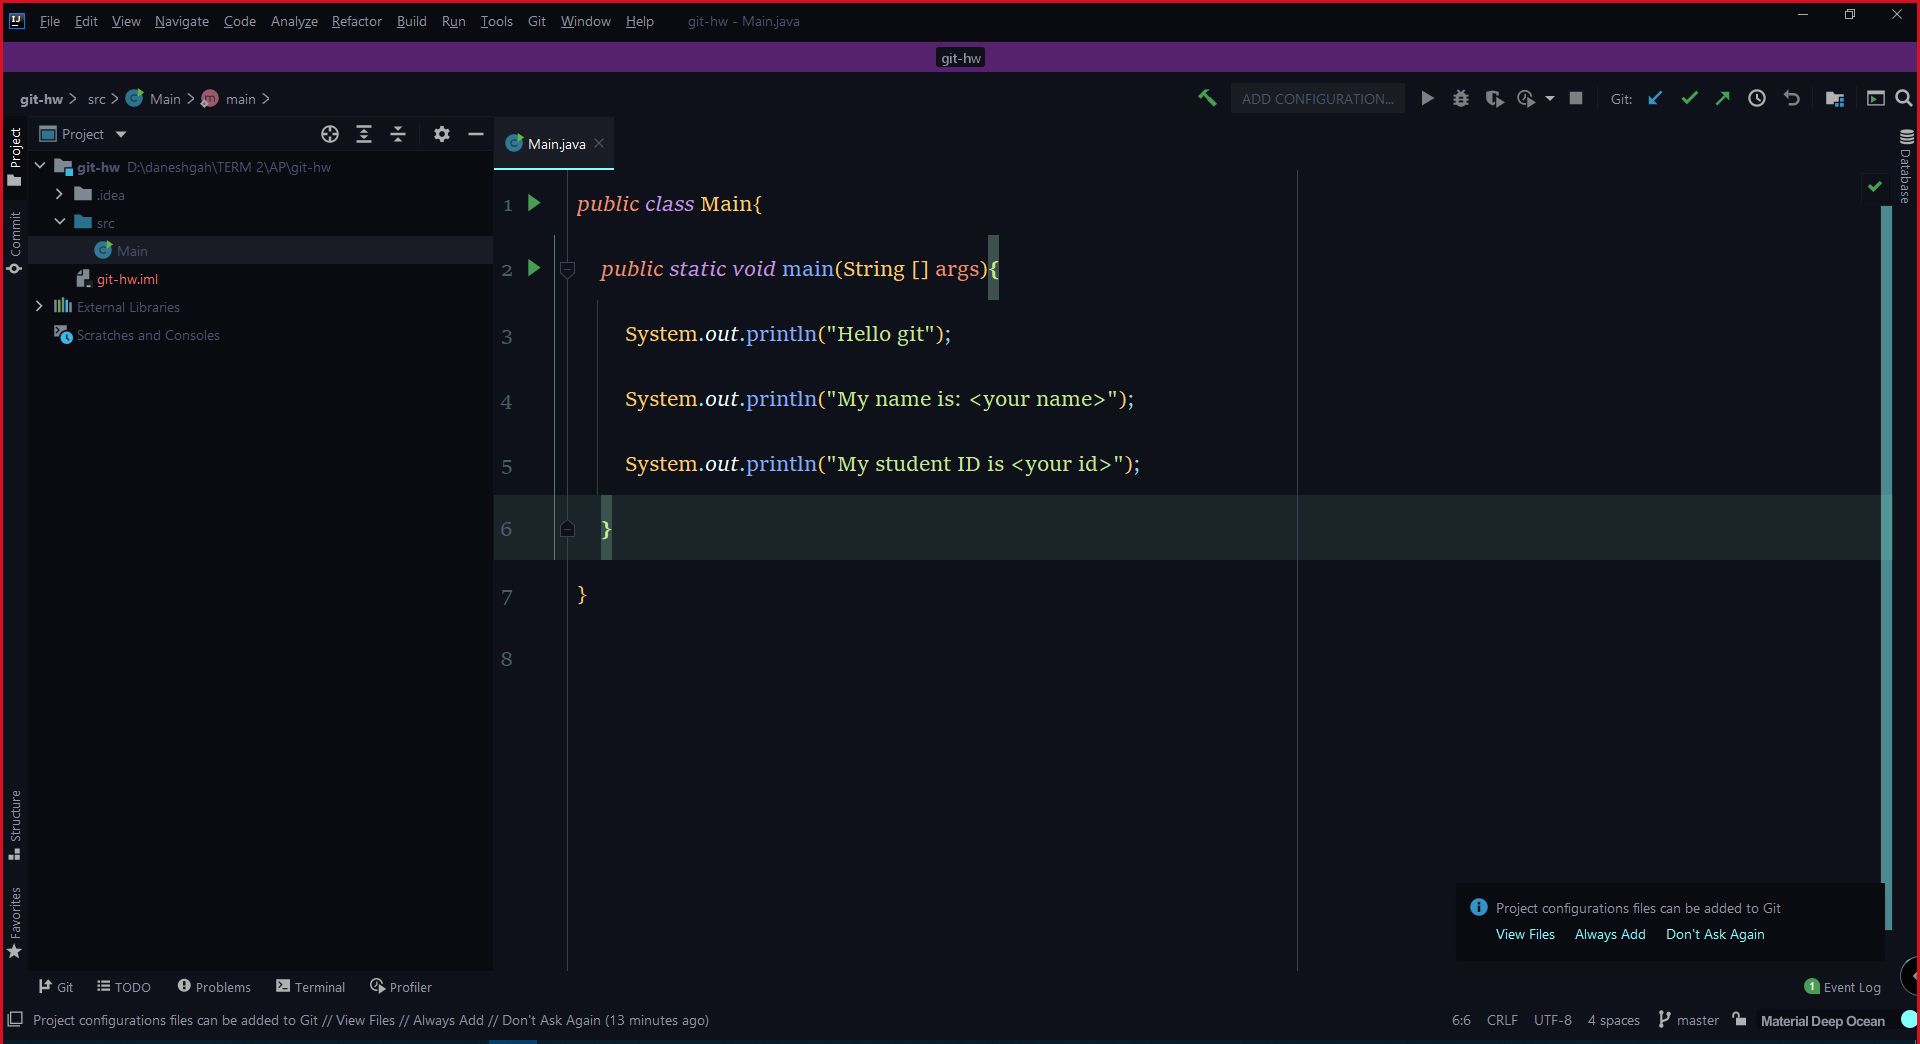 File Edit View Navigate Code Analyze Refactor Build Run Tools Git Window Help git-hw - Main.java
git-hw
git-hw src Main main ADD CONFIGURATION... Git:
Project
Main.java
git-hw D:\daneshgah\TERM 2\AP\git-hw
.idea
src
Main
git-hw.iml
External Libraries
Scratches and Consoles
Project
Commit
Structure
Favorites
1 public class Main{
2 public static void main(String [] args){
3 System.out.println("Hello git");
4 System.out.println("My name is: <your name>");
5 System.out.println("My student ID is <your id>");
6 }
7 }
8
Database
Project configurations files can be added to Git
View Files Always Add Don't Ask Again
Git TODO Problems Terminal Profiler 1 Event Log
Project configurations files can be added to Git // View Files // Always Add // Don't Ask Again (13 minutes ago) 6:6 CRLF UTF-8 4 spaces master Material Deep Ocean